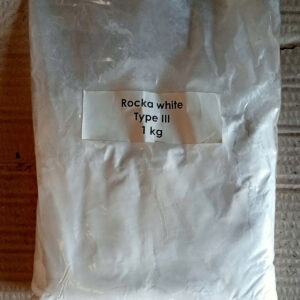 Rocka white
Type III
1 kg